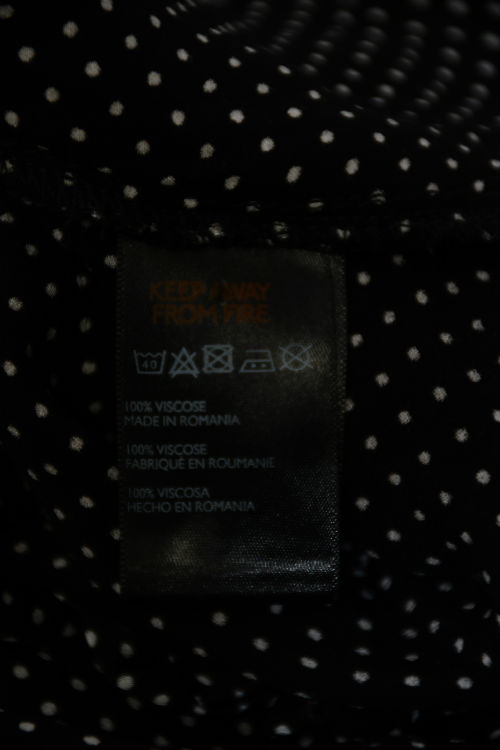 KEEP AWAY
FROM FIRE
40
100% VISCOSE
MADE IN ROMANIA
100% VISCOSE
FABRIQUÉ EN ROUMANIE
100% VISCOSA
HECHO EN ROMANIA